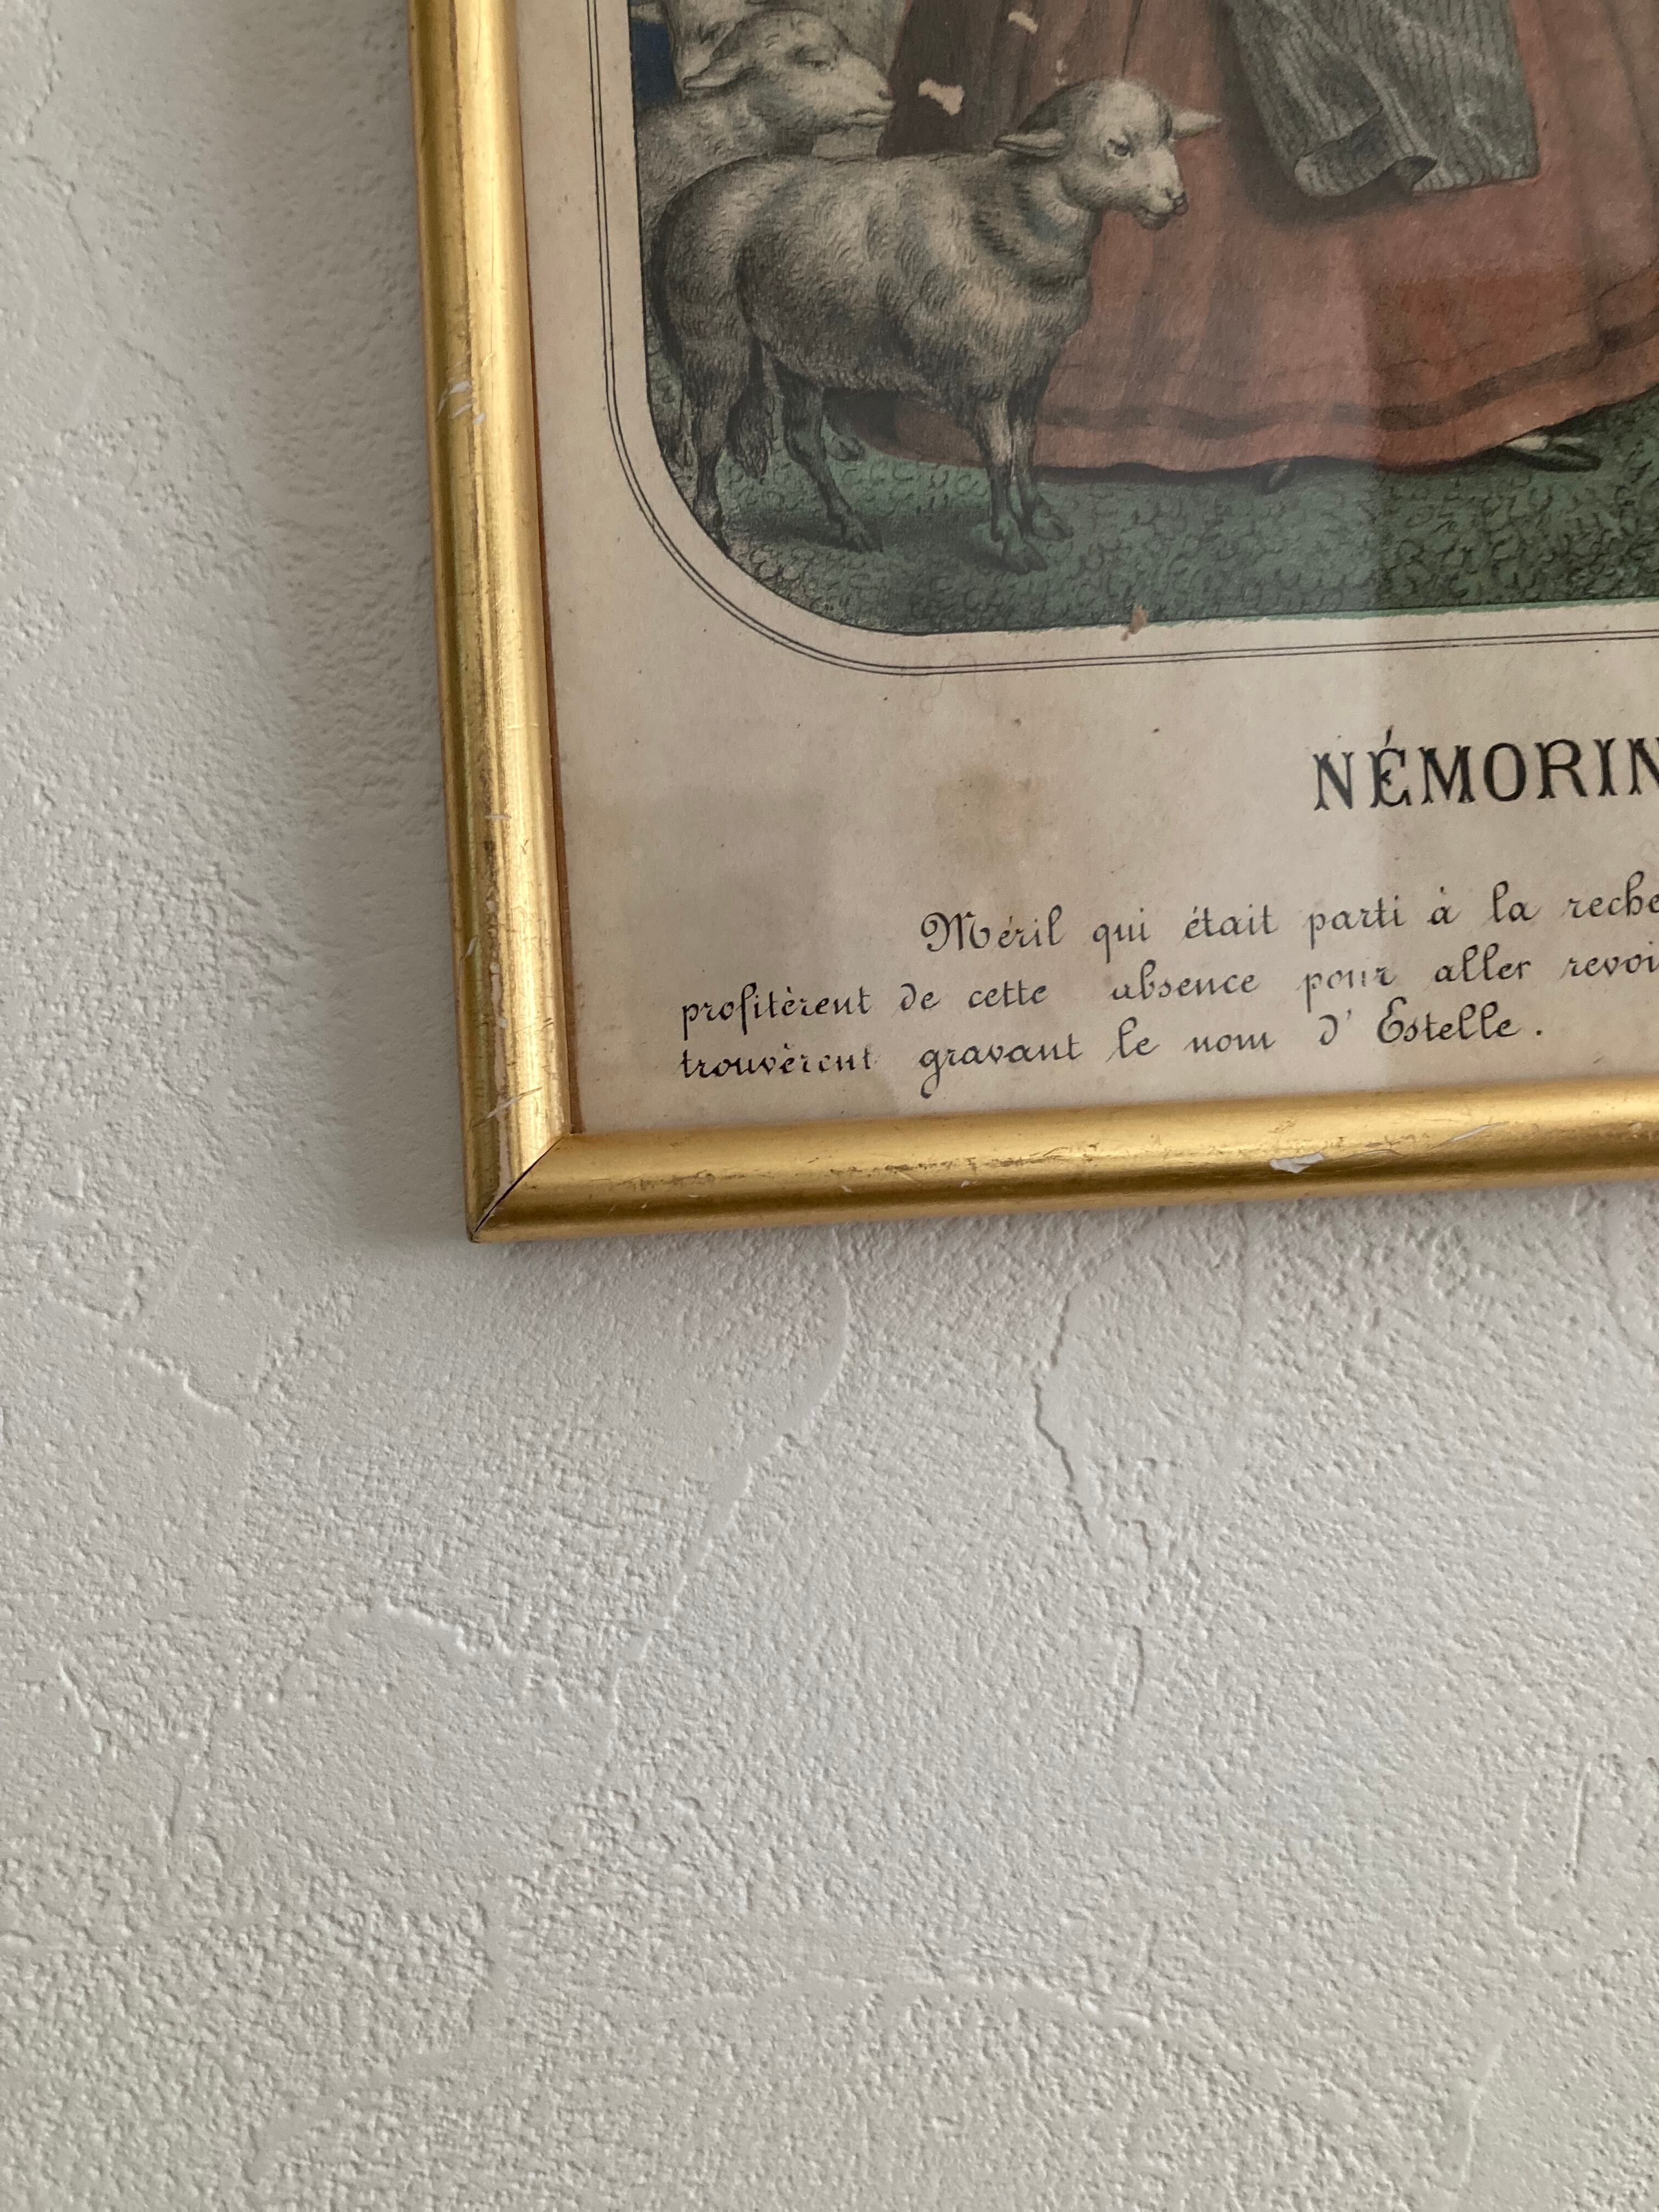 NÉMORIN
Méril qui était parti à la reche
profitèrent de cette absence pour aller revoi
trouvèrent gravant le nom d' Estelle.